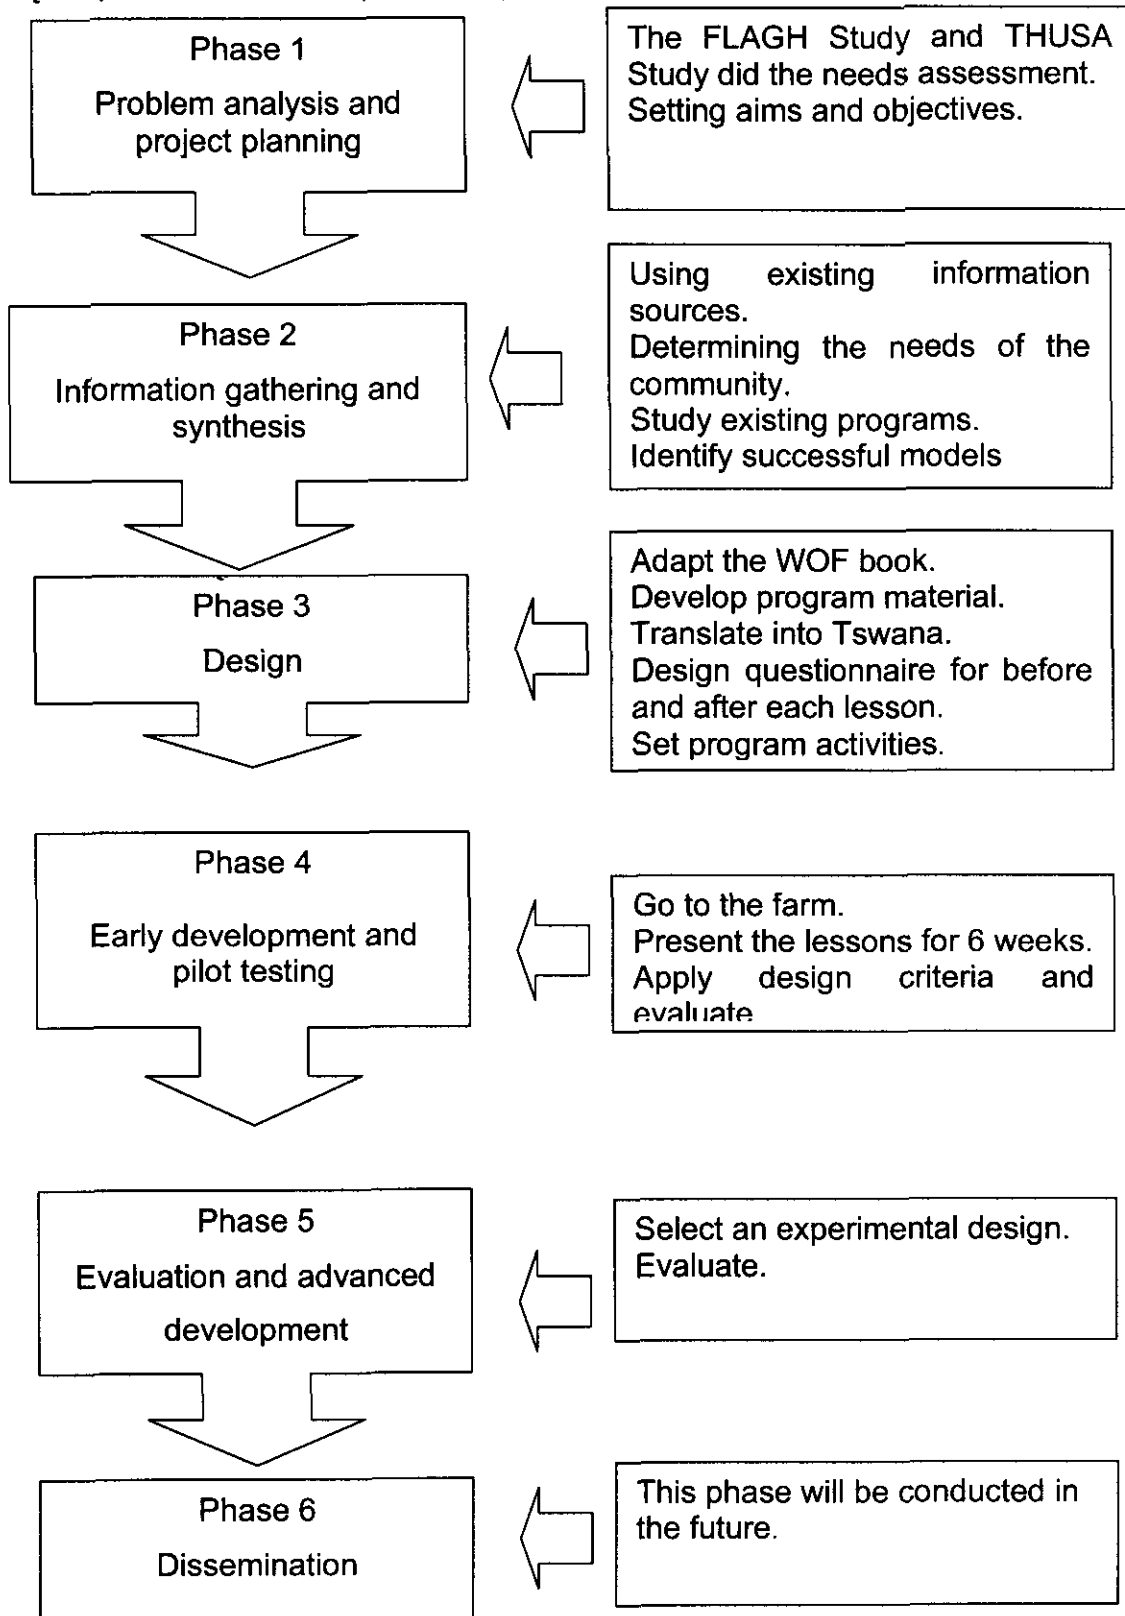 Phase 1
Problem analysis and
project planning
The FLAGH Study and THUSA
Study did the needs assessment.
Setting aims and objectives.
Phase 2
Information gathering and
synthesis
Using existing information
sources.
Determining the needs of the
community.
Study existing programs.
Identify successful models
Phase 3
Design
Adapt the WOF book.
Develop program material.
Translate into Tswana.
Design questionnaire for before
and after each lesson.
Set program activities.
Phase 4
Early development and
pilot testing
Go to the farm.
Present the lessons for 6 weeks.
Apply design criteria and
evaluate
Phase 5
Evaluation and advanced
development
Select an experimental design.
Evaluate.
Phase 6
Dissemination
This phase will be conducted in
the future.